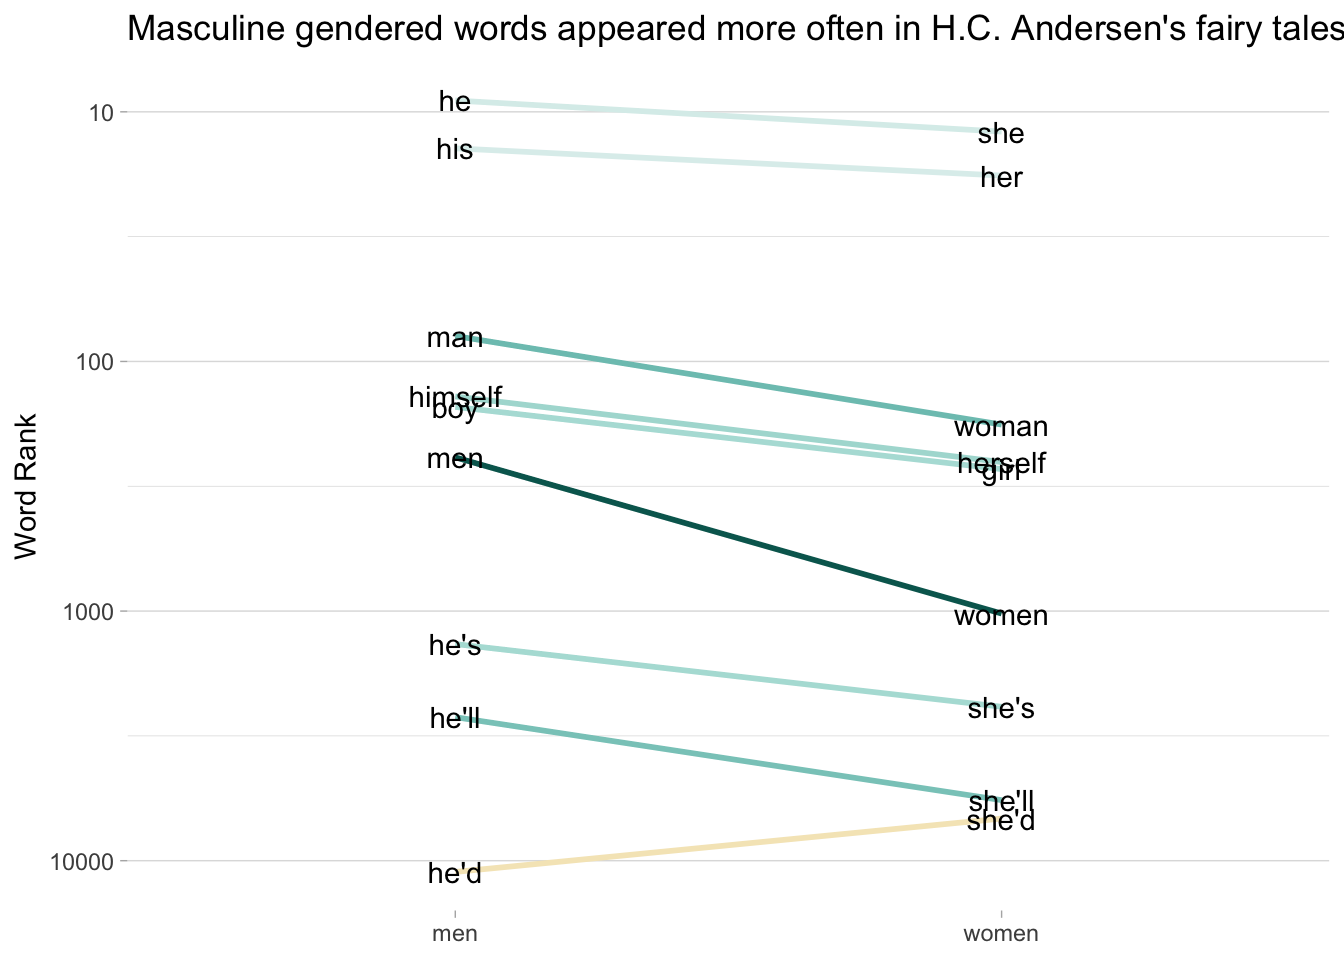 Masculine gendered words appeared more often in H.C. Andersen's fairy tales
he
10
she
his
her
man
100
himself
boy
woman
herself
girl
men
Word Rank
1000
women
he's
she's
he'll
she'll
she'd
10000
he'd
men
women